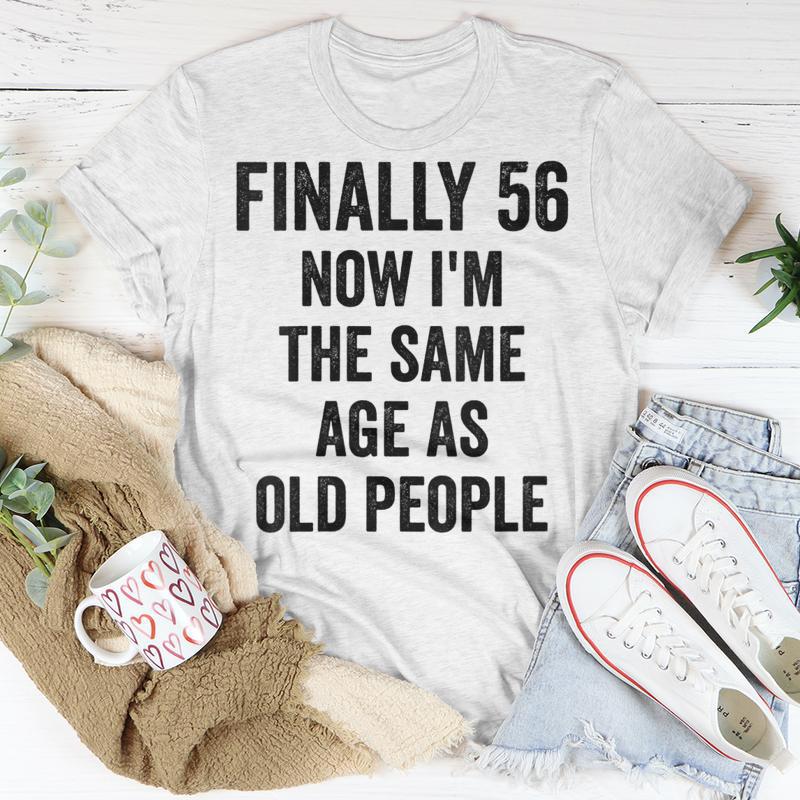 FINALLY 56
NOW I'M
THE SAME
AGE AS
OLD PEOPLE